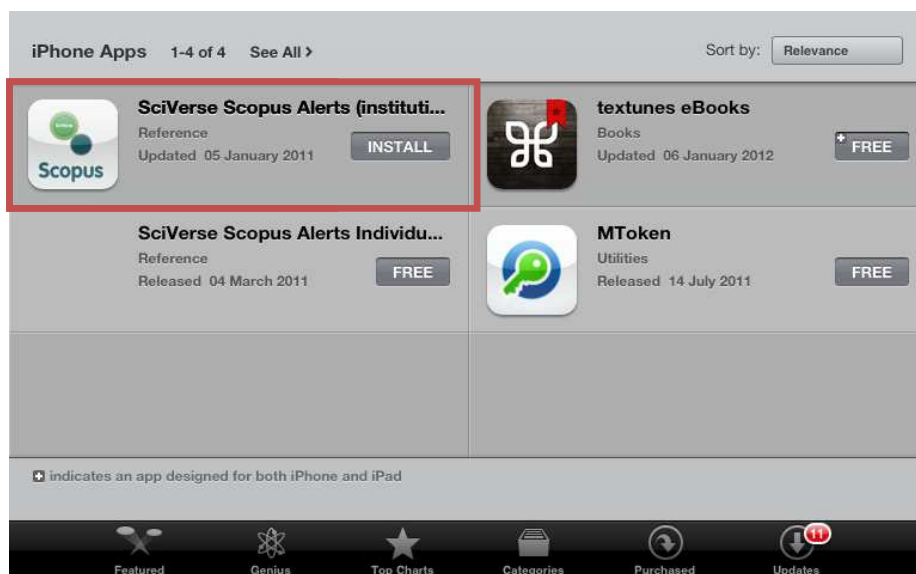 iPhone Apps 1-4 of 4 See All >
Sort by: Relevance
SciVerse Scopus Alerts (instituti...
Reference
Updated 05 January 2011
INSTALL
Scopus
textunes eBooks
Books
Updated 06 January 2012
+ FREE
SciVerse Scopus Alerts Individu...
Reference
Released 04 March 2011
FREE
MToken
Utilities
Released 14 July 2011
FREE
+ indicates an app designed for both iPhone and iPad
11
Featured Genius Top Charts Categories Purchased Updates